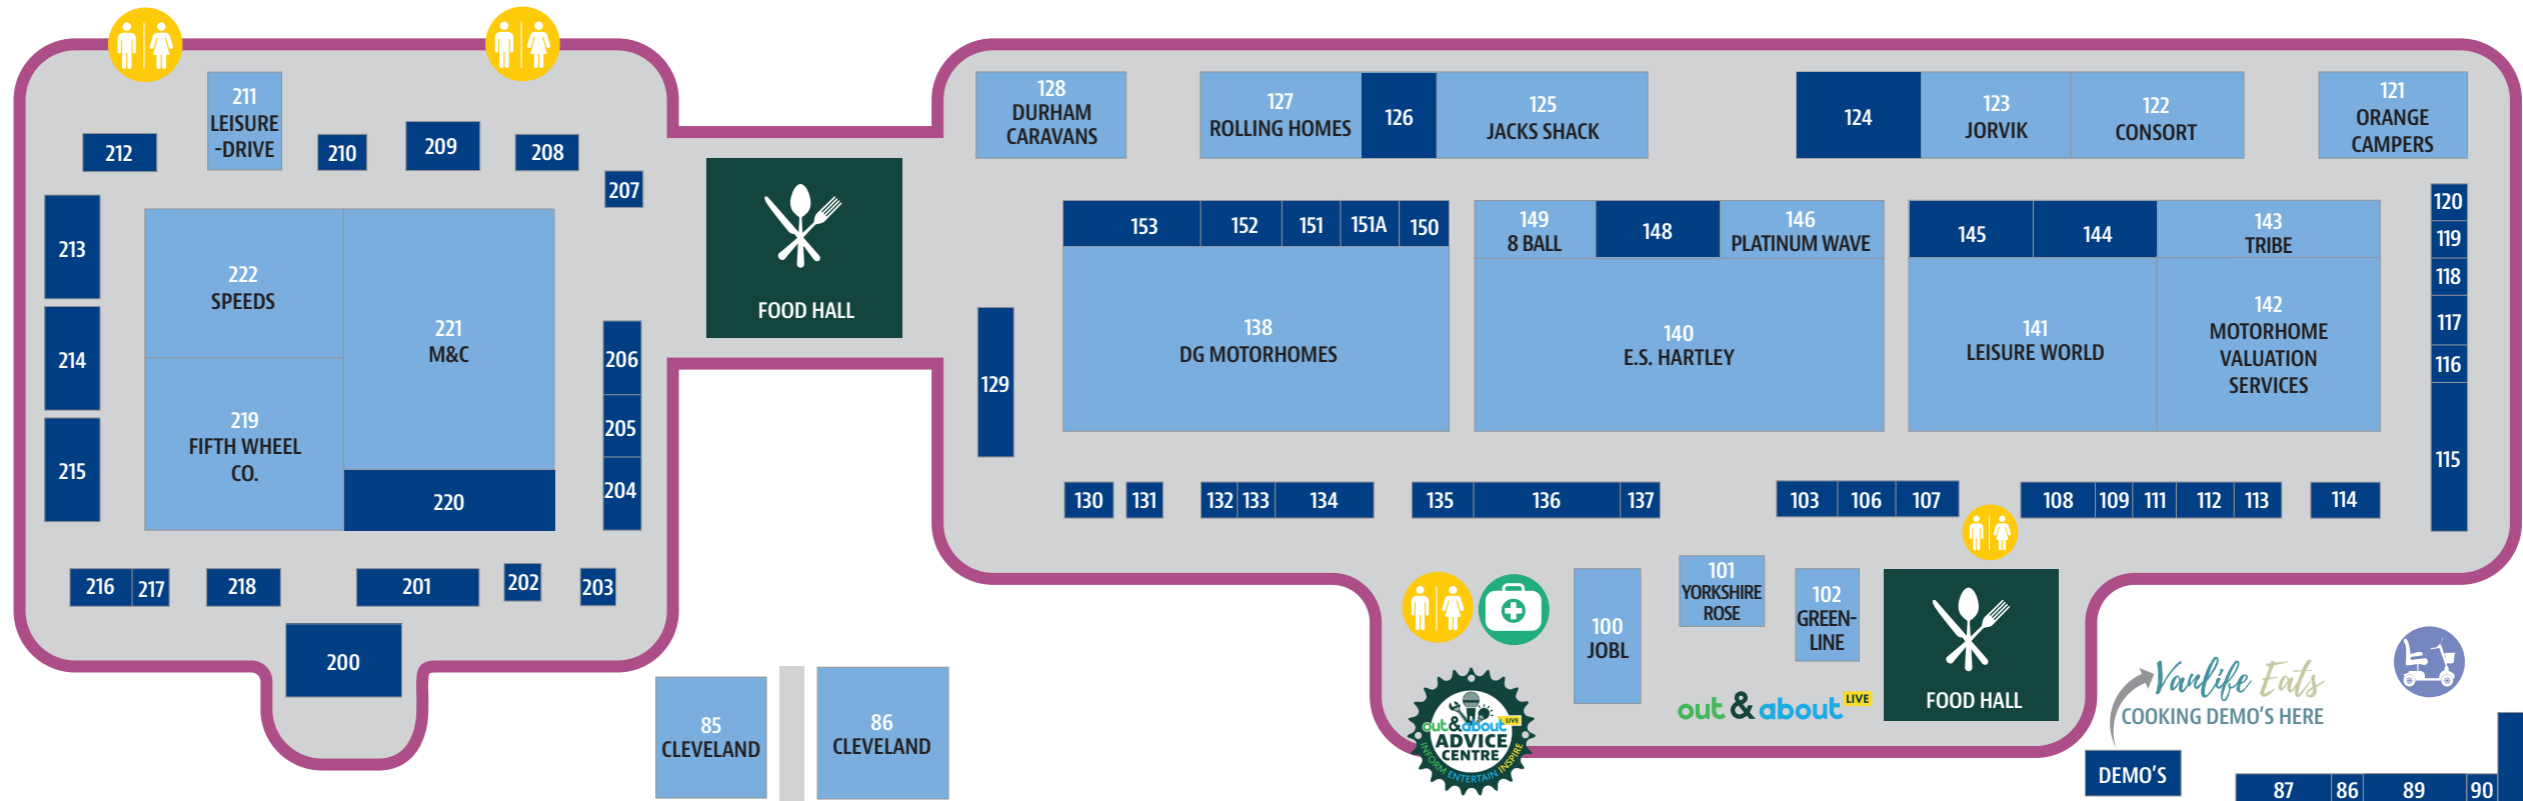 211
LEISURE
-DRIVE
212
210
209
208
207
213
214
215
222
SPEEDS
221
M&C
219
FIFTH WHEEL
CO.
220
206
205
204
216
217
218
201
202
203
200
FOOD HALL
85
CLEVELAND
86
CLEVELAND
128
DURHAM
CARAVANS
127
ROLLING HOMES
126
125
JACKS SHACK
124
123
JORVIK
122
CONSORT
121
ORANGE
CAMPERS
153
152
151
151A
150
138
DG MOTORHOMES
129
149
8 BALL
148
146
PLATINUM WAVE
140
E.S. HARTLEY
145
144
143
TRIBE
141
LEISURE WORLD
142
MOTORHOME
VALUATION
SERVICES
120
119
118
117
116
115
130
131
132
133
134
135
136
137
103
106
107
108
109
111
112
113
114
100
JOBL
101
YORKSHIRE
ROSE
102
GREEN-
LINE
FOOD HALL
out & about LIVE
out&about LIVE
ADVICE
CENTRE
INFORM ENTERTAIN INSPIRE
Vanlife Eats
COOKING DEMO'S HERE
DEMO'S
87
86
89
90